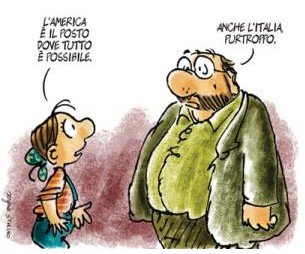 L'AMERICA
È IL POSTO
DOVE TUTTO
È POSSIBILE.
ANCHE L'ITALIA,
PURTROPPO.